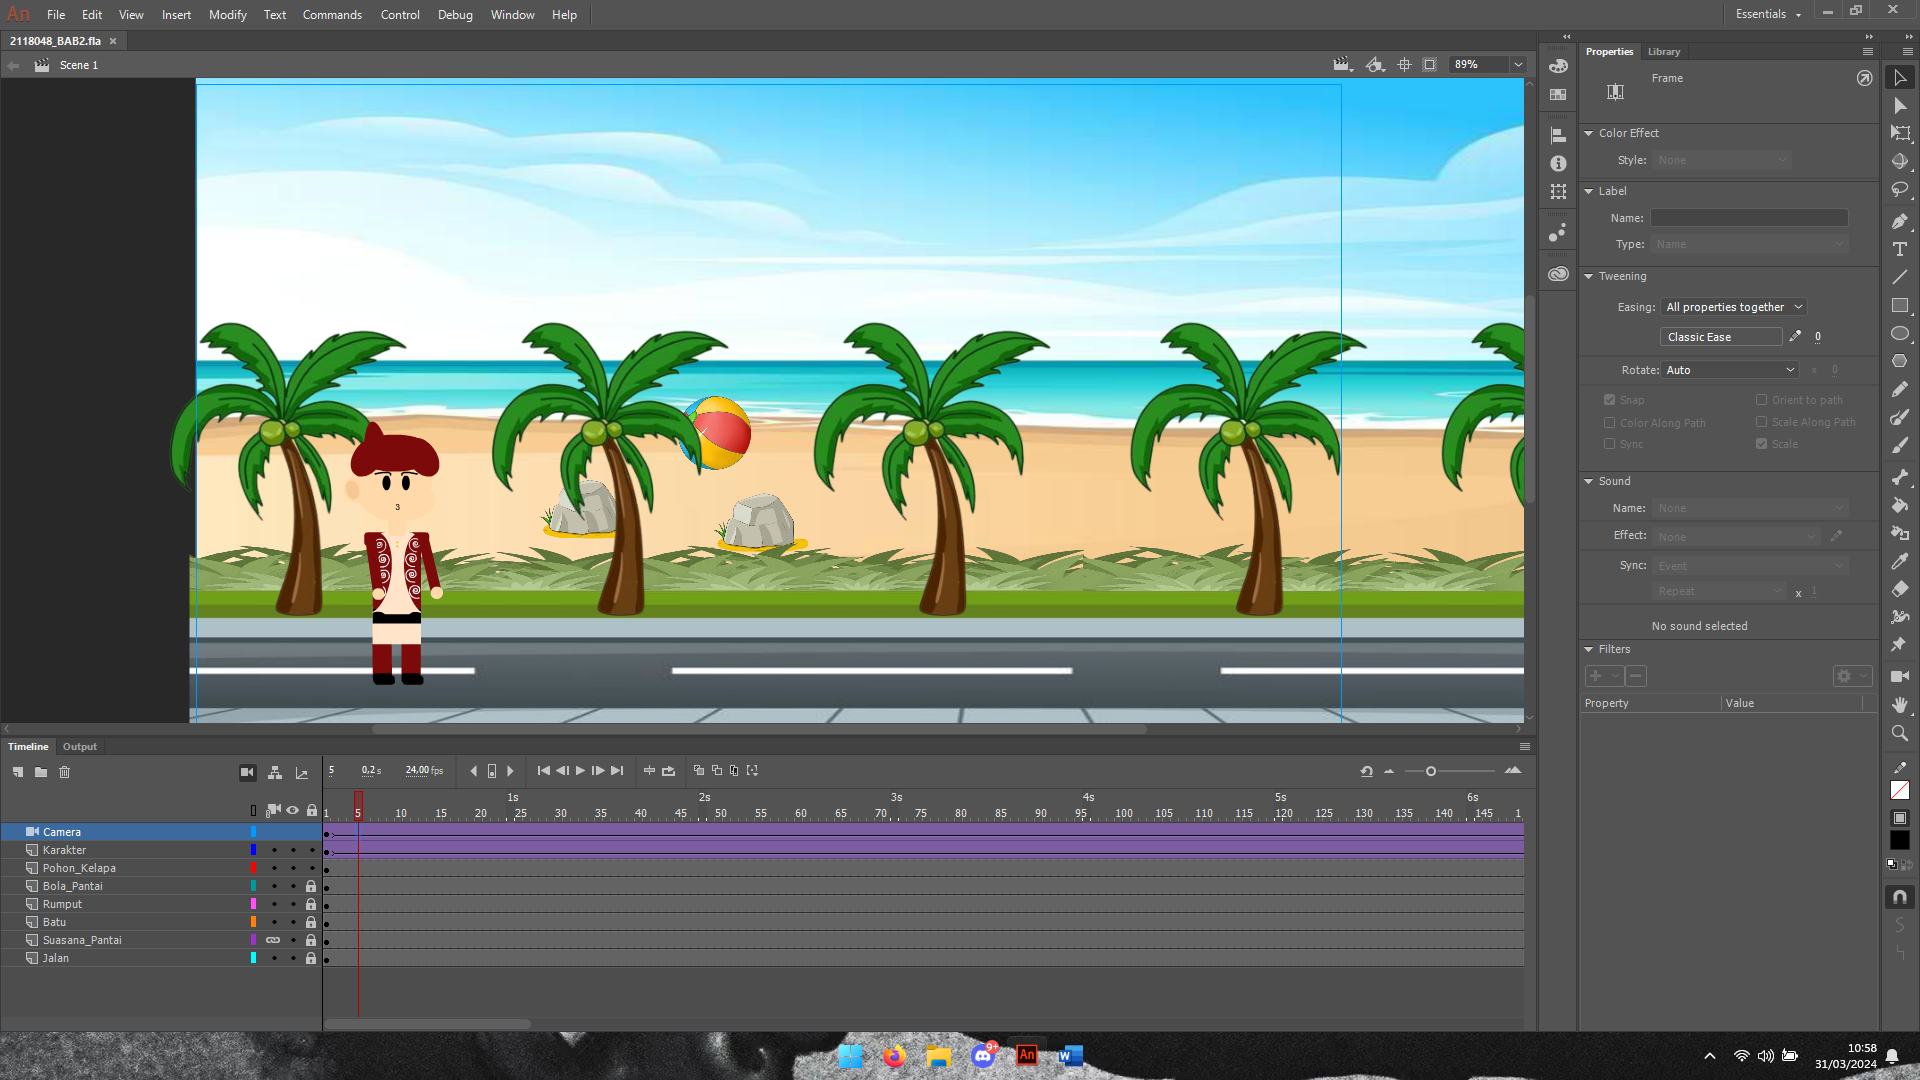 An File Edit View Insert Modify Text Commands Control Debug Window Help Essentials
2118048_BAB2.fla ×
Scene 1 89%
Properties Library
Frame
Color Effect
Style: None
Label
Name:
Type: Name
Tweening
Easing: All properties together
Classic Ease 0
Rotate: Auto x 0
Snap Orient to path
Color Along Path Scale Along Path
Sync Scale
Sound
Name: None
Effect: None
Sync: Event
Repeat x 1
No sound selected
Filters
Property Value
3
Timeline Output
5 0,2 s 24,00 fps
1s 2s 3s 4s 5s 6s
1 5 10 15 20 25 30 35 40 45 50 55 60 65 70 75 80 85 90 95 100 105 110 115 120 125 130 135 140 145 1
Camera
Karakter
Pohon_Kelapa
Bola_Pantai
Rumput
Batu
Suasana_Pantai
Jalan
9+
An
W
10:58
31/03/2024